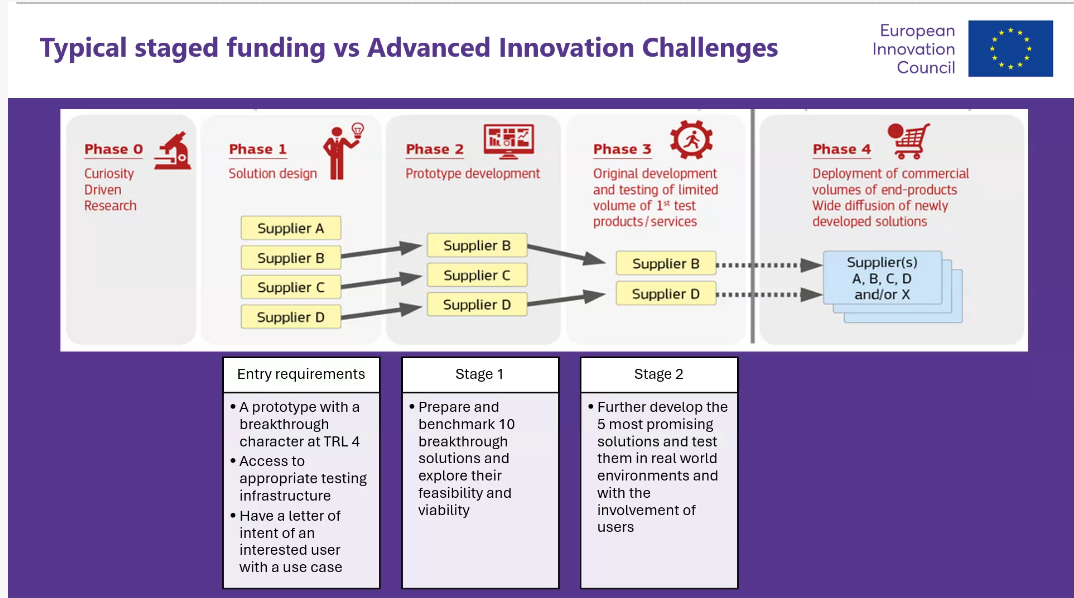 Typical staged funding vs Advanced Innovation Challenges
European
Innovation
Council
Phase 0
Curiosity
Driven
Research
Phase 1
Solution design
Supplier A
Supplier B
Supplier C
Supplier D
Phase 2
Prototype development
Supplier B
Supplier C
Supplier D
Phase 3
Original development
and testing of limited
volume of 1st test
products/services
Supplier B
Supplier D
Phase 4
Deployment of commercial
volumes of end-products
Wide diffusion of newly
developed solutions
Supplier(s)
A, B, C, D
and/or X
Entry requirements
• A prototype with a
breakthrough
character at TRL 4
• Access to
appropriate testing
infrastructure
• Have a letter of
intent of an
interested user
with a use case
Stage 1
• Prepare and
benchmark 10
breakthrough
solutions and
explore their
feasibility and
viability
Stage 2
• Further develop the
5 most promising
solutions and test
them in real world
environments and
with the
involvement of
users